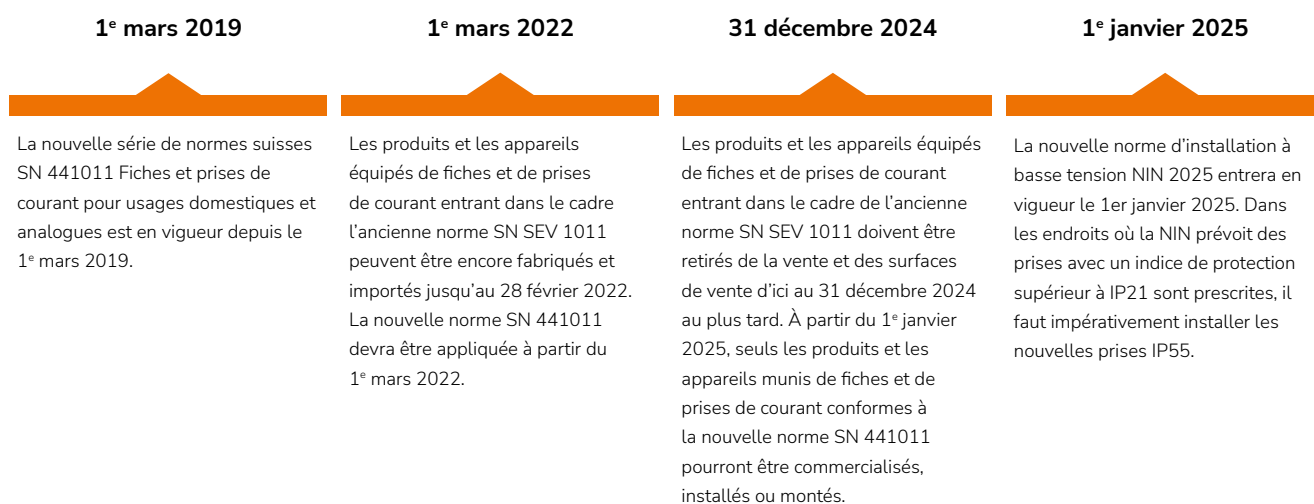 1e mars 2019
La nouvelle série de normes suisses
SN 441011 Fiches et prises de
courant pour usages domestiques et
analogues est en vigueur depuis le
1e mars 2019.
1e mars 2022
Les produits et les appareils
équipés de fiches et de prises
de courant entrant dans le cadre
l’ancienne norme SN SEV 1011
peuvent être encore fabriqués et
importés jusqu’au 28 février 2022.
La nouvelle norme SN 441011
devra être appliquée à partir du
1e mars 2022.
31 décembre 2024
Les produits et les appareils équipés
de fiches et de prises de courant
entrant dans le cadre de l’ancienne
norme SN SEV 1011 doivent être
retirés de la vente et des surfaces
de vente d’ici au 31 décembre 2024
au plus tard. À partir du 1e janvier
2025, seuls les produits et les
appareils munis de fiches et de
prises de courant conformes à
la nouvelle norme SN 441011
pourront être commercialisés,
installés ou montés.
1e janvier 2025
La nouvelle norme d’installation à
basse tension NIN 2025 entrera en
vigueur le 1er janvier 2025. Dans
les endroits où la NIN prévoit des
prises avec un indice de protection
supérieur à IP21 sont prescrites, il
faut impérativement installer les
nouvelles prises IP55.